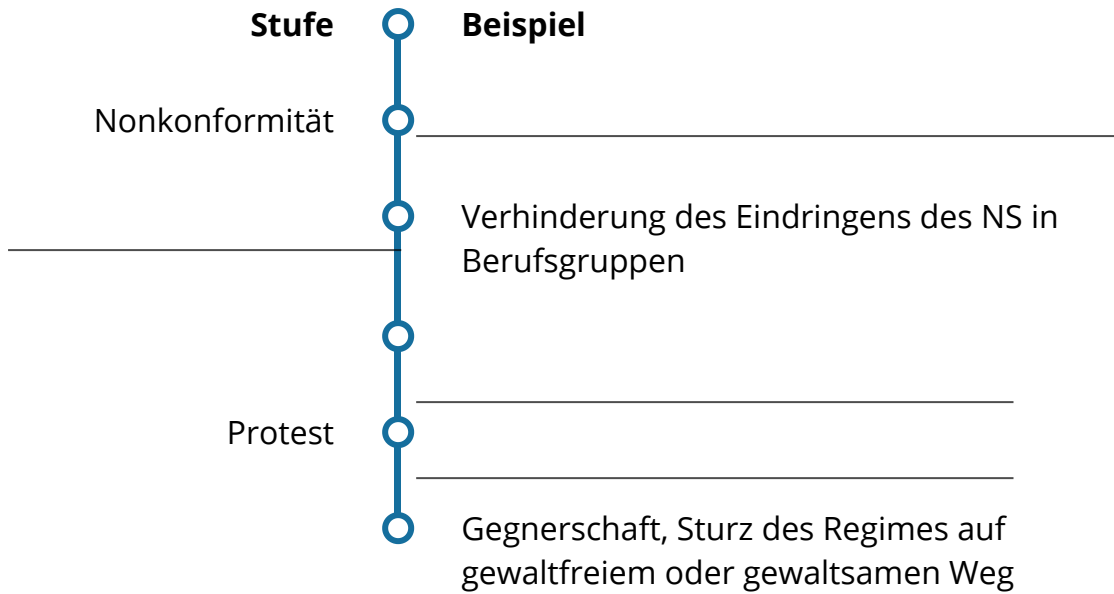 Stufe
Beispiel
Nonkonformität
Verhinderung des Eindringens des NS in
Berufsgruppen
Protest
Gegnerschaft, Sturz des Regimes auf
gewaltfreiem oder gewaltsamen Weg